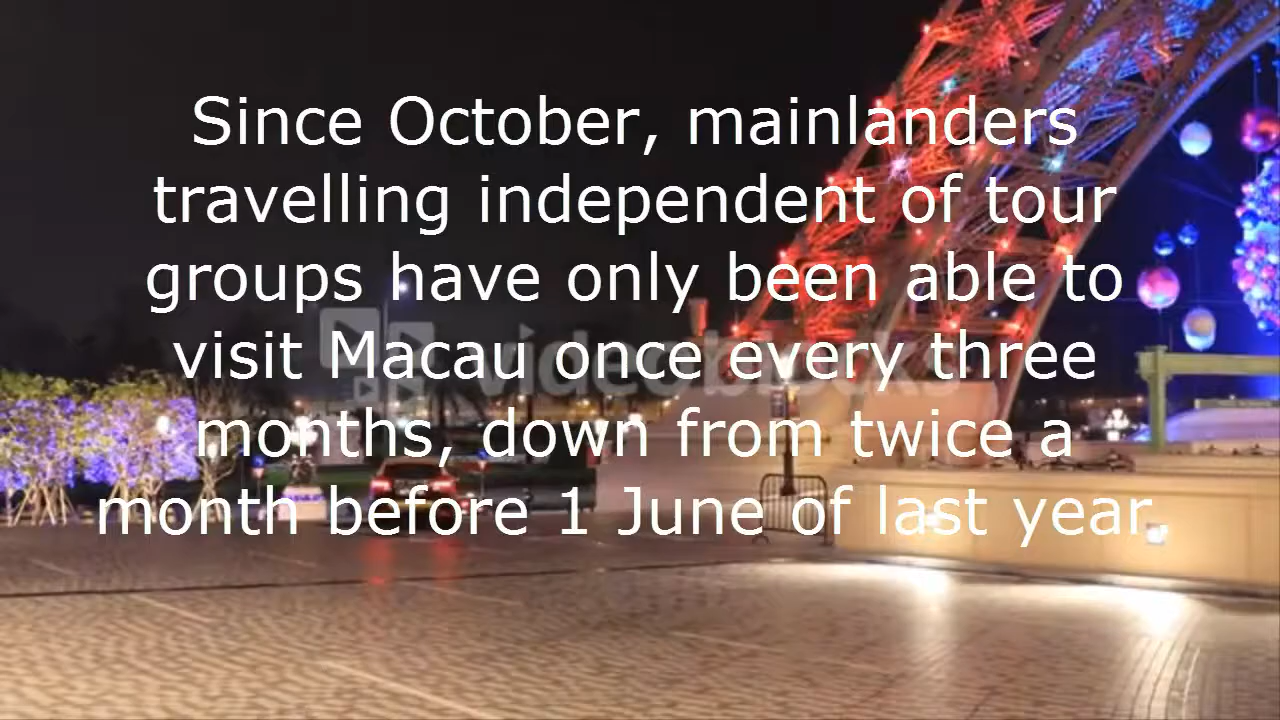 Since October, mainlanders
travelling independent of tour
groups have only been able to
visit Macau once every three
months, down from twice a
month before 1 June of last year.
videoblocks